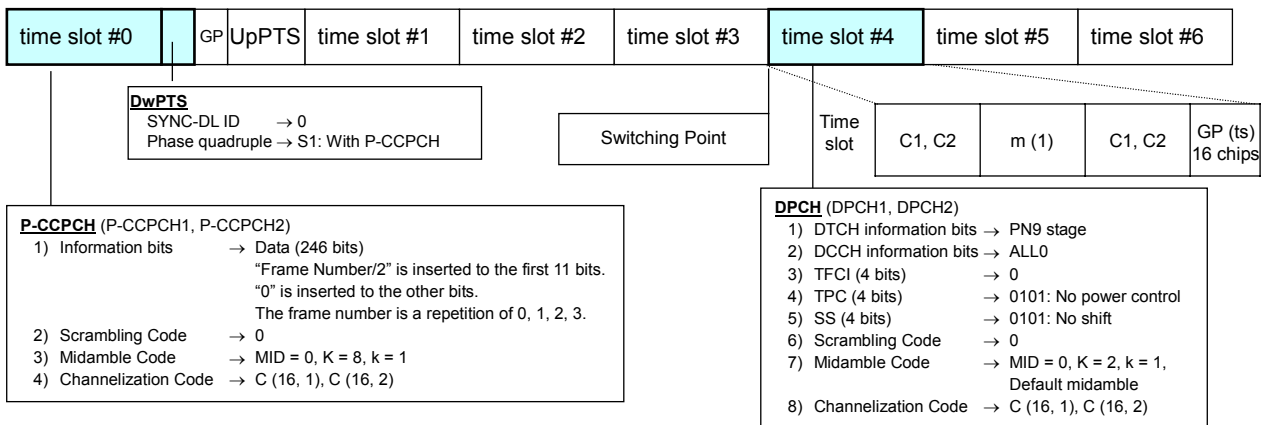 time slot #0 GP UpPTS time slot #1 time slot #2 time slot #3 time slot #4 time slot #5 time slot #6
DwPTS
SYNC-DL ID → 0
Phase quadruple → S1: With P-CCPCH
Switching Point
Time slot
C1, C2
m (1)
C1, C2
GP (ts)
16 chips
P-CCPCH (P-CCPCH1, P-CCPCH2)
1) Information bits → Data (246 bits)
“Frame Number/2” is inserted to the first 11 bits.
“0” is inserted to the other bits.
The frame number is a repetition of 0, 1, 2, 3.
2) Scrambling Code → 0
3) Midamble Code → MID = 0, K = 8, k = 1
4) Channelization Code → C (16, 1), C (16, 2)
DPCH (DPCH1, DPCH2)
1) DTCH information bits → PN9 stage
2) DCCH information bits → ALL0
3) TFCI (4 bits) → 0
4) TPC (4 bits) → 0101: No power control
5) SS (4 bits) → 0101: No shift
6) Scrambling Code → 0
7) Midamble Code → MID = 0, K = 2, k = 1,
Default midamble
8) Channelization Code → C (16, 1), C (16, 2)